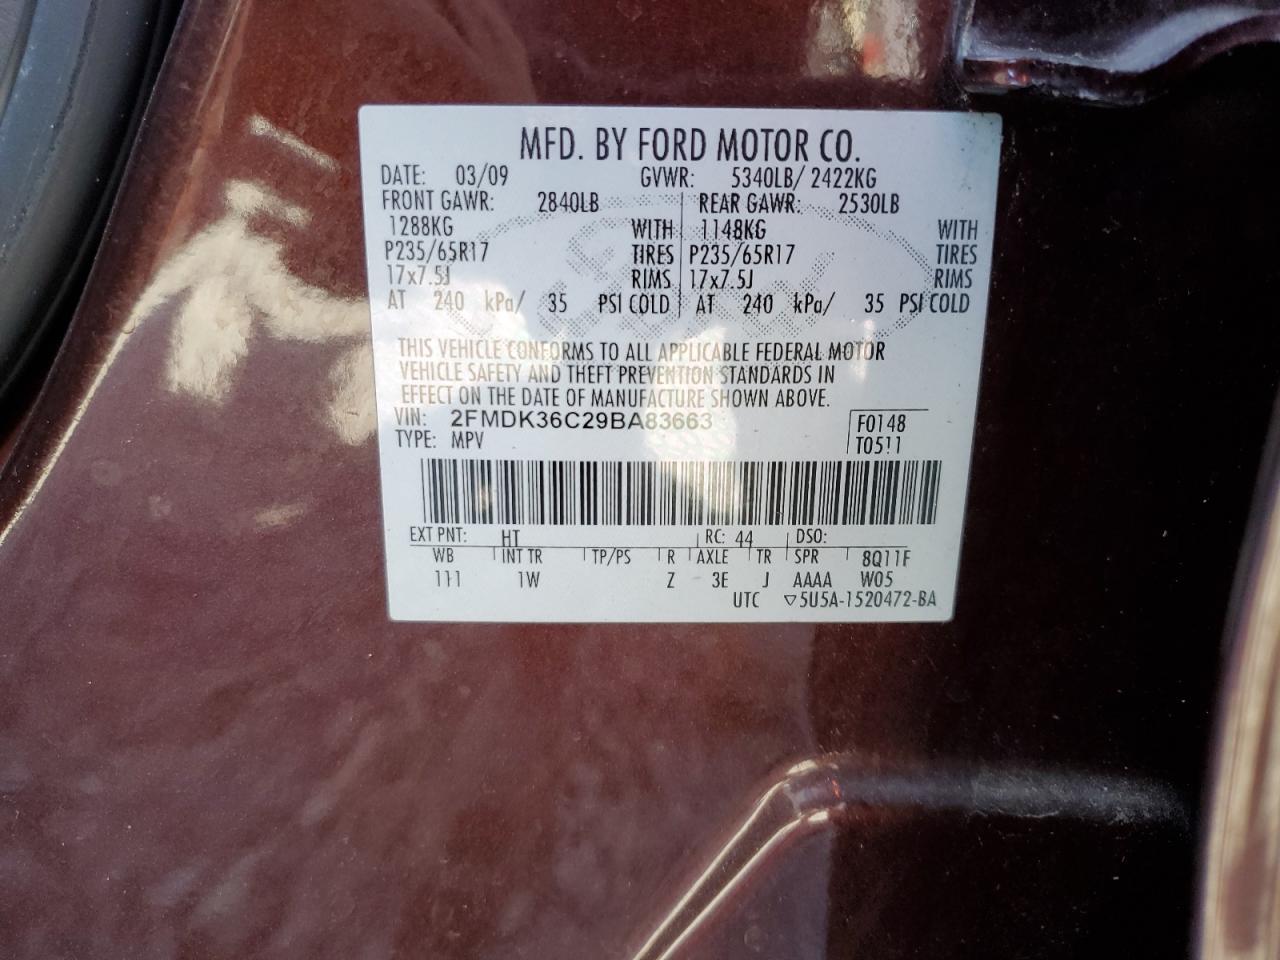 MFD. BY FORD MOTOR CO.
DATE: 03/09 GVWR: 5340LB/ 2422KG
FRONT GAWR: 2840LB REAR GAWR: 2530LB
1288KG WITH 1148KG WITH
P235/65R17 TIRES P235/65R17 TIRES
17x7.5J RIMS 17x7.5J RIMS
AT 240 kPa/ 35 PSI COLD AT 240 kPa/ 35 PSI COLD
THIS VEHICLE CONFORMS TO ALL APPLICABLE FEDERAL MOTOR
VEHICLE SAFETY AND THEFT PREVENTION STANDARDS IN
EFFECT ON THE DATE OF MANUFACTURE SHOWN ABOVE.
VIN: 2FMDK36C29BA83663 F0148
TYPE: MPV T0511
EXT PNT: HT RC: 44 DSO:
WB INT TR TP/PS R AXLE TR SPR 8Q11F
111 1W Z 3E J AAAA W05
UTC ▽5U5A-1520472-BA